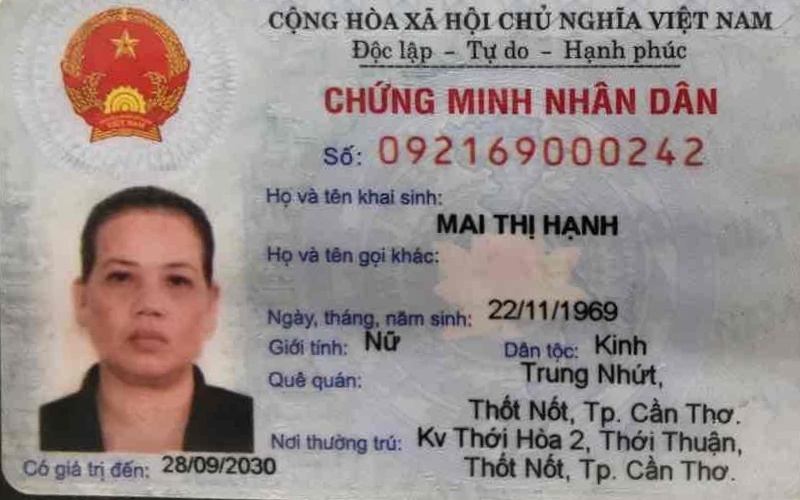 CỘNG HÒA XÃ HỘI CHỦ NGHĨA VIỆT NAM
Độc lập - Tự do - Hạnh phúc
CHỨNG MINH NHÂN DÂN
Số: 092169000242
Họ và tên khai sinh:
MAI THỊ HẠNH
Họ và tên gọi khác:
Ngày, tháng, năm sinh: 22/11/1969
Giới tính: Nữ Dân tộc: Kinh
Quê quán: Trung Nhứt,
Thốt Nốt, Tp. Cần Thơ.
Nơi thường trú: Kv Thới Hòa 2, Thới Thuận,
Thốt Nốt, Tp. Cần Thơ.
Có giá trị đến: 28/09/2030
VIỆT NAM